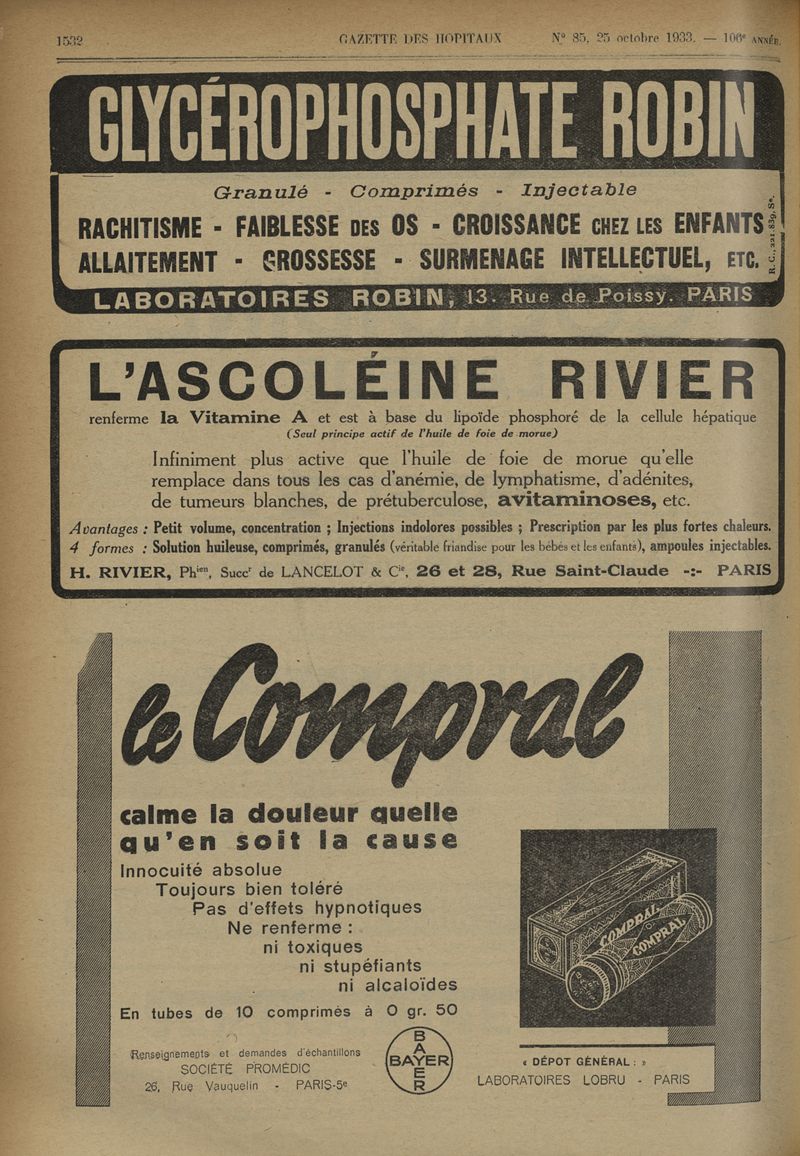 1532 GAZETTE DES HOPITAUX Nº 85, 25 octobre 1933. — 106e ANNÉE.
GLYCÉROPHOSPHATE ROBIN
Granulé - Comprimés - Injectable
RACHITISME - FAIBLESSE DES OS - CROISSANCE CHEZ LES ENFANTS
ALLAITEMENT - GROSSESSE - SURMENAGE INTELLECTUEL, ETC.
R. C., 221.839. Se.
LABORATOIRES ROBIN, 13. Rue de Poissy. PARIS
L'ASCOLÉINE RIVIER
renferme la Vitamine A et est à base du lipoïde phosphoré de la cellule hépatique
(Seul principe actif de l'huile de foie de morue)
Infiniment plus active que l'huile de foie de morue qu'elle
remplace dans tous les cas d'anémie, de lymphatisme, d'adénites,
de tumeurs blanches, de prétuberculose, avitaminoses, etc.
Avantages : Petit volume, concentration ; Injections indolores possibles ; Prescription par les plus fortes chaleurs.
4 formes : Solution huileuse, comprimés, granulés (véritable friandise pour les bébés et les enfants), ampoules injectables.
H. RIVIER, Phien, Succr de LANCELOT & Cie, 26 et 28, Rue Saint-Claude -:- PARIS
le Compral
calme la douleur quelle
qu'en soit la cause
Innocuité absolue
Toujours bien toléré
Pas d'effets hypnotiques
Ne renferme :
ni toxiques
ni stupéfiants
ni alcaloïdes
En tubes de 10 comprimés à 0 gr. 50
COMPRAL
COMPRAL
Renseignements et demandes d'échantillons
SOCIÉTÉ PROMÉDIC
26, Rue Vauquelin - PARIS-5e
BAYER
BAYER
« DÉPOT GÉNÉRAL : »
LABORATOIRES LOBRU - PARIS